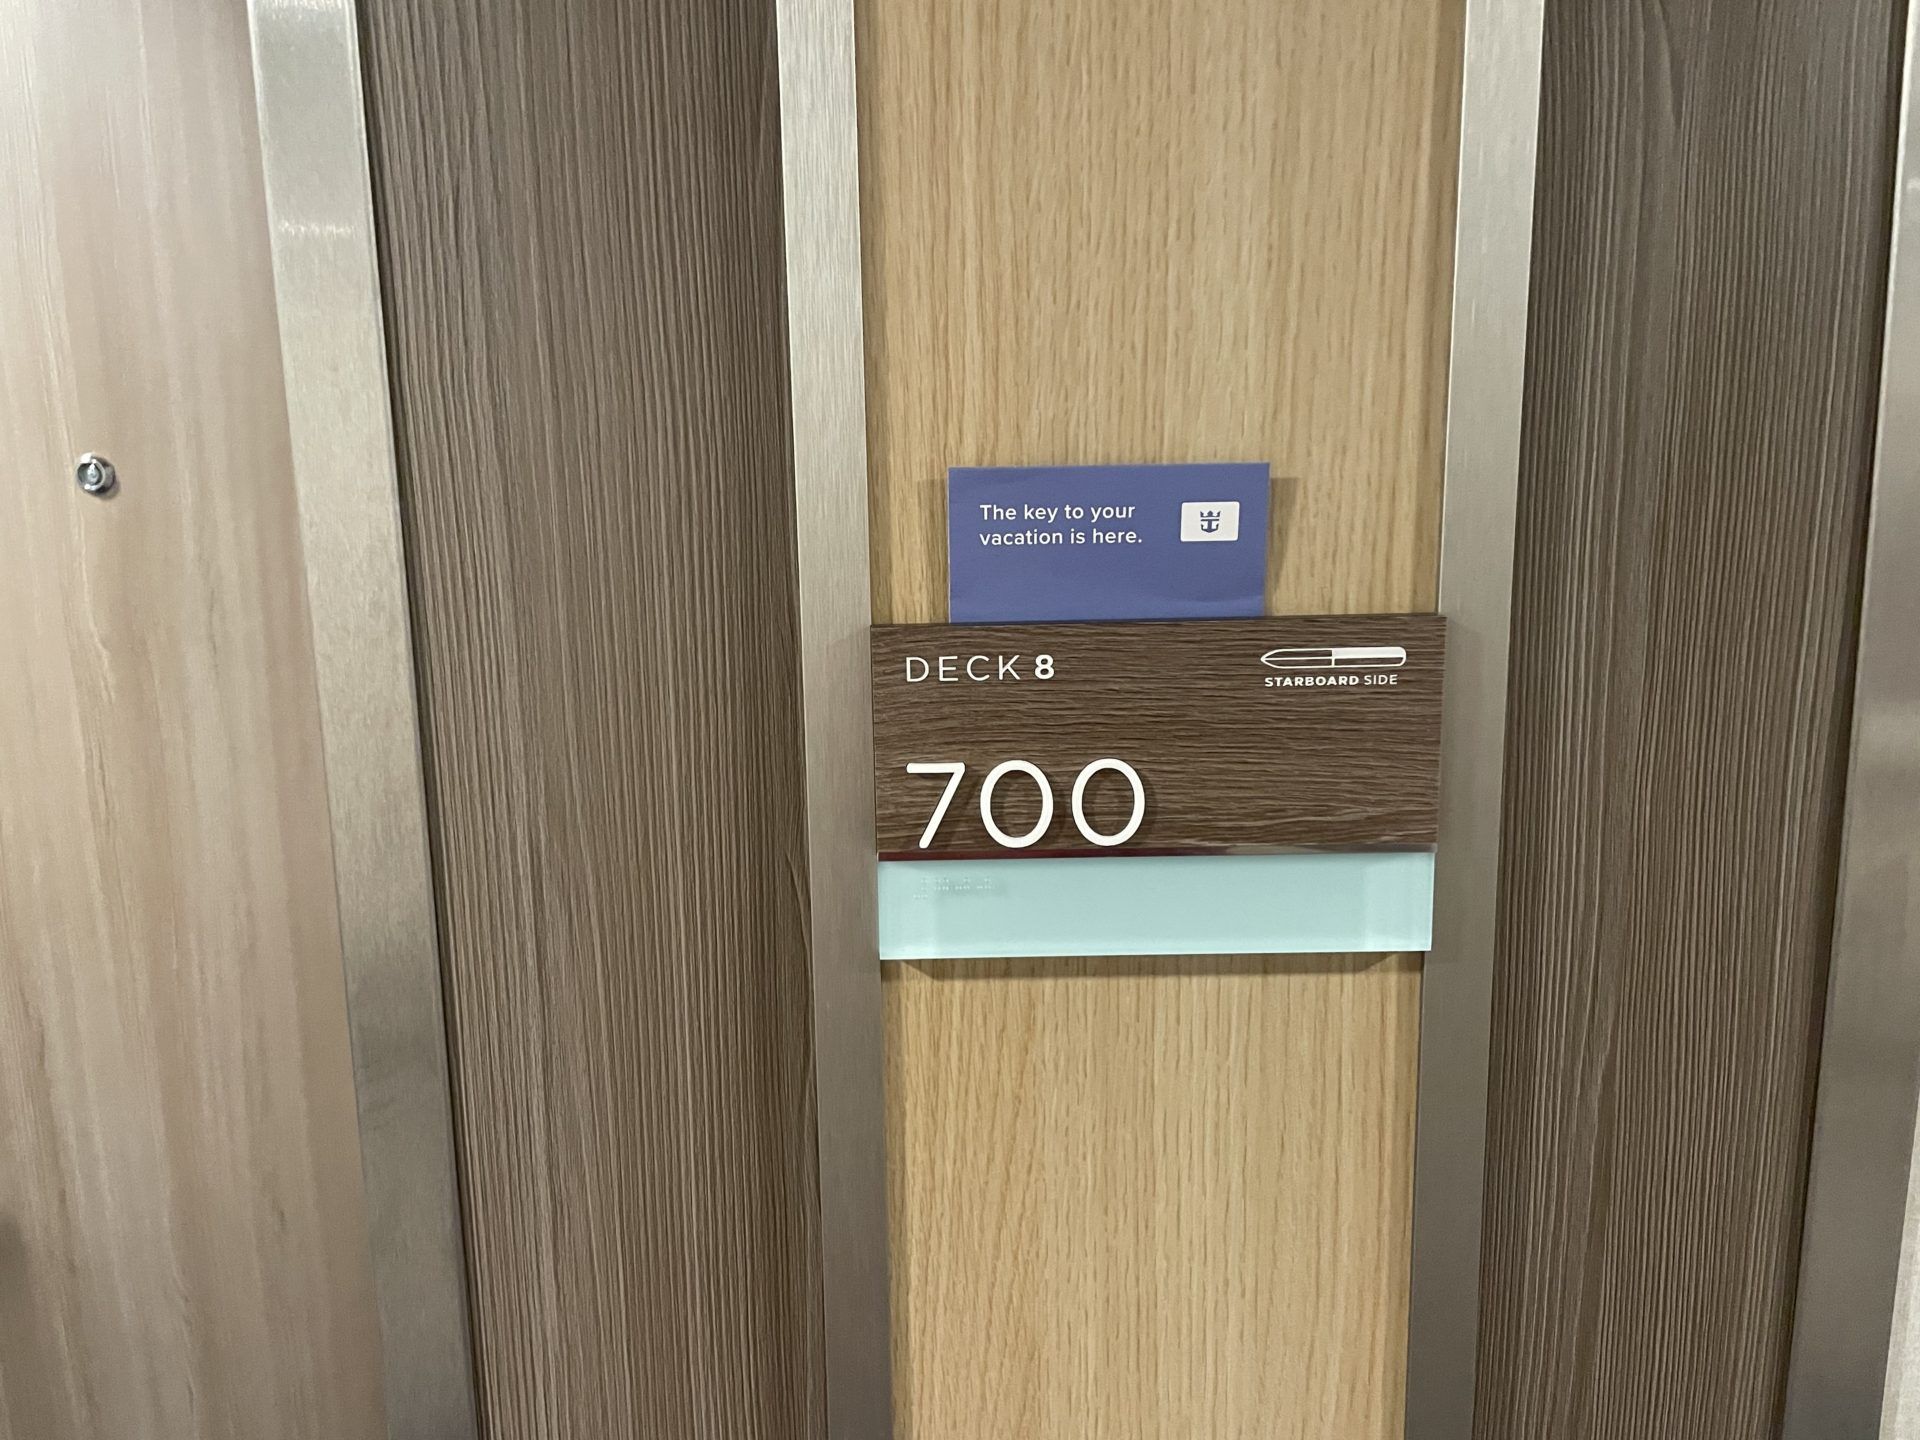 The key to your
vacation is here.
DECK 8
STARBOARD SIDE
700